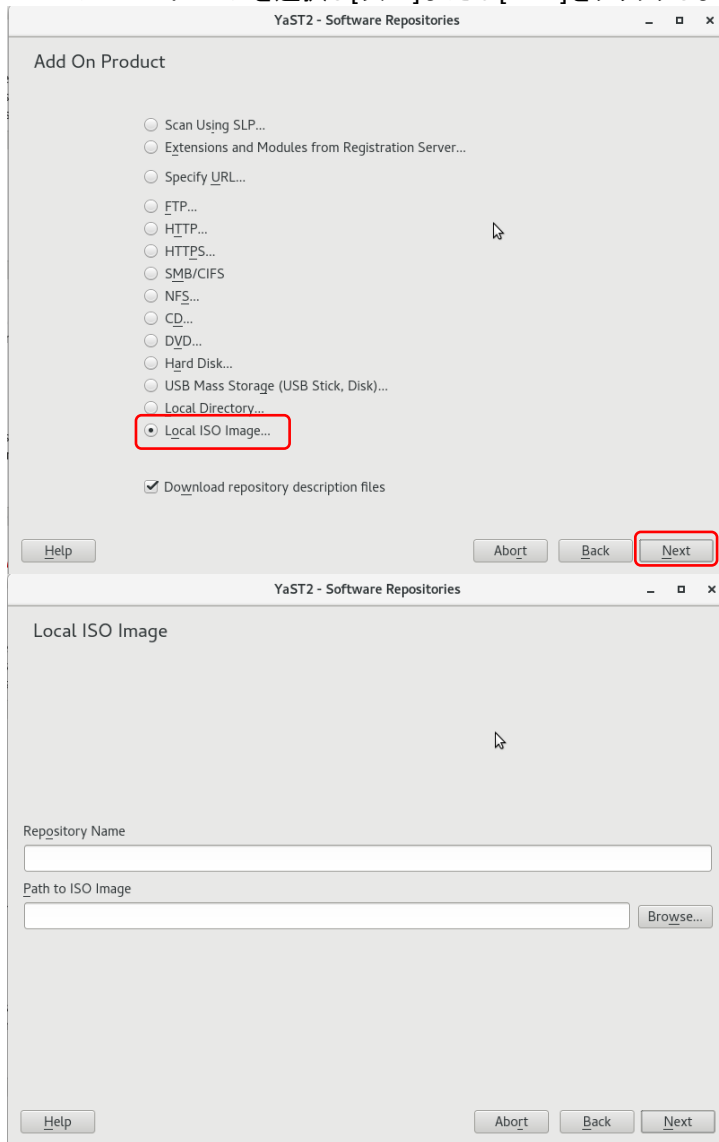 YaST2 - Software Repositories
Add On Product
Scan Using SLP...
Extensions and Modules from Registration Server...
Specify URL...
FTP...
HTTP...
HTTPS...
SMB/CIFS
NFS...
CD...
DVD...
Hard Disk...
USB Mass Storage (USB Stick, Disk)...
Local Directory...
Local ISO Image...
Download repository description files
Help
Abort
Back
Next
YaST2 - Software Repositories
Local ISO Image
Repository Name
Path to ISO Image
Browse...
Help
Abort
Back
Next